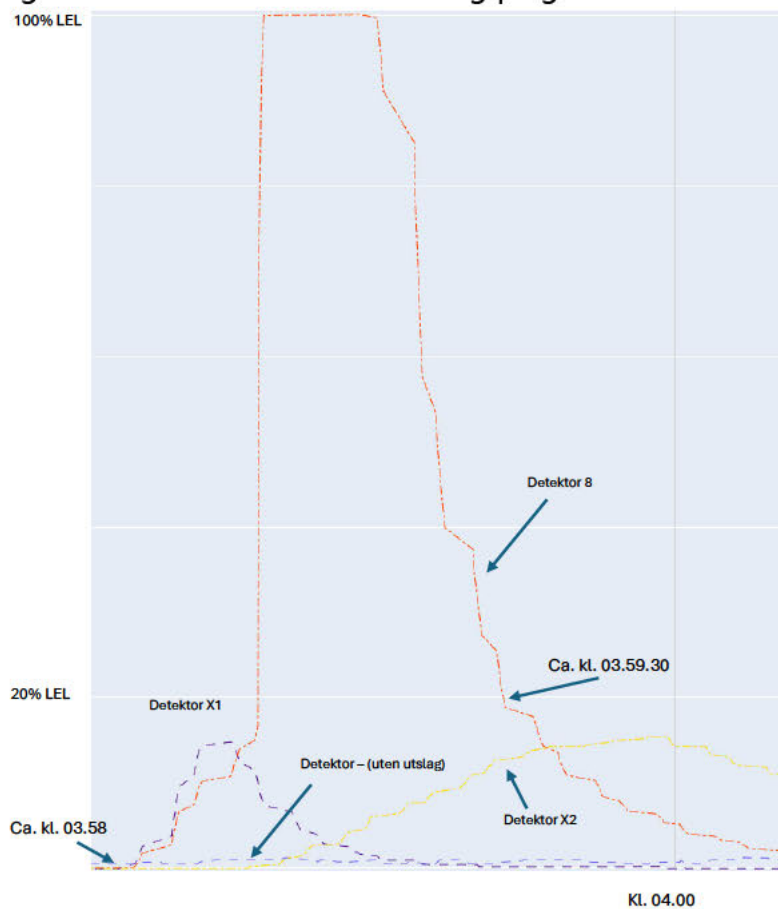 100% LEL
Detektor 8
Ca. kl. 03.59.30
20% LEL
Detektor X1
Detektor – (uten utslag)
Detektor X2
Ca. kl. 03.58
Kl. 04.00